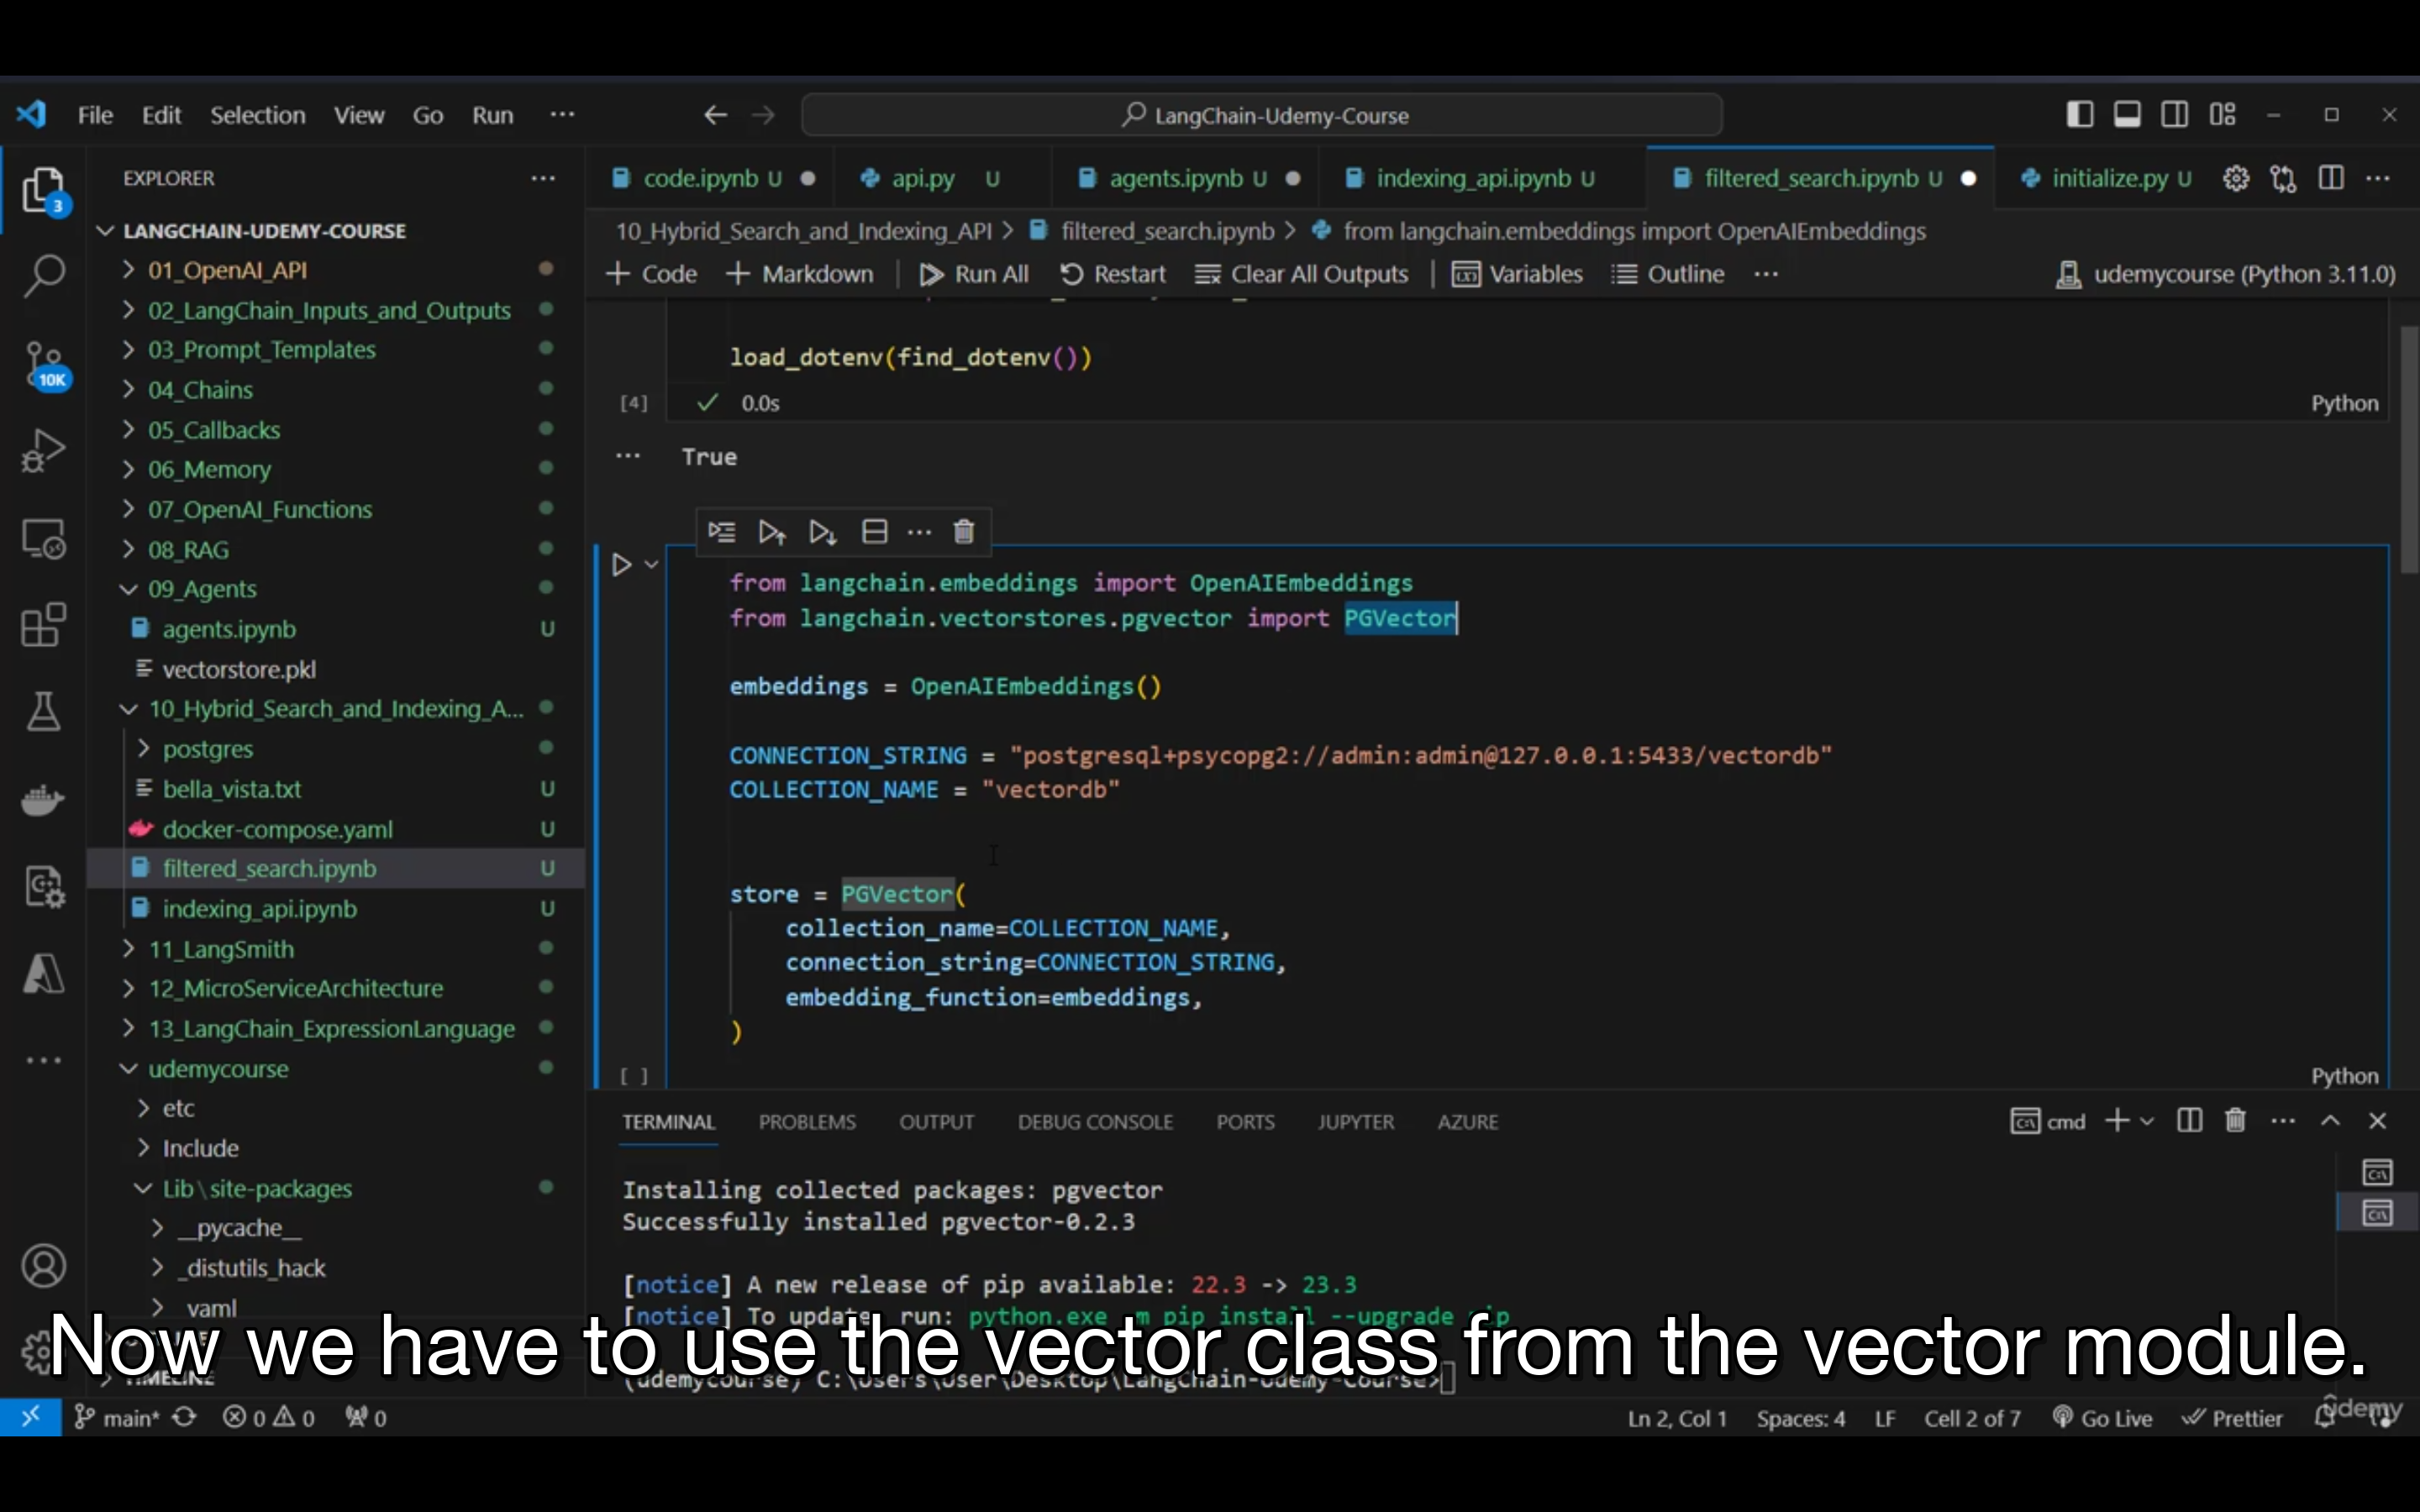 File Edit Selection View Go Run ···
LangChain-Udemy-Course
EXPLORER ···
3
LANGCHAIN-UDEMY-COURSE
01_OpenAI_API
02_LangChain_Inputs_and_Outputs
10K
03_Prompt_Templates
04_Chains
05_Callbacks
06_Memory
07_OpenAI_Functions
08_RAG
09_Agents
agents.ipynb U
vectorstore.pkl
10_Hybrid_Search_and_Indexing_A...
postgres
bella_vista.txt U
docker-compose.yaml U
filtered_search.ipynb U
indexing_api.ipynb U
11_LangSmith
12_MicroServiceArchitecture
13_LangChain_ExpressionLanguage
udemycourse
etc
Include
Lib\site-packages
__pycache__
_distutils_hack
TIMELINE
code.ipynb U api.py U agents.ipynb U indexing_api.ipynb U filtered_search.ipynb U initialize.py U
10_Hybrid_Search_and_Indexing_API > filtered_search.ipynb > from langchain.embeddings import OpenAIEmbeddings
+ Code + Markdown Run All Restart Clear All Outputs Variables Outline ··· udemycourse (Python 3.11.0)
load_dotenv(find_dotenv())
[4] 0.0s Python
··· True
from langchain.embeddings import OpenAIEmbeddings
from langchain.vectorstores.pgvector import PGVector
embeddings = OpenAIEmbeddings()
CONNECTION_STRING = "postgresql+psycopg2://admin:admin@127.0.0.1:5433/vectordb"
COLLECTION_NAME = "vectordb"
store = PGVector(
collection_name=COLLECTION_NAME,
connection_string=CONNECTION_STRING,
embedding_function=embeddings,
)
[ ] Python
TERMINAL PROBLEMS OUTPUT DEBUG CONSOLE PORTS JUPYTER AZURE cmd
Installing collected packages: pgvector
Successfully installed pgvector-0.2.3
[notice] A new release of pip available: 22.3 -> 23.3
[notice] To update, run: python.exe -m pip install --upgrade pip
(udemycourse) C:\Users\User\Desktop\LangChain-Udemy-Course>
Now we have to use the vector class from the vector module.
main* 0 0 0 Ln 2, Col 1 Spaces: 4 LF Cell 2 of 7 Go Live Prettier
udemy